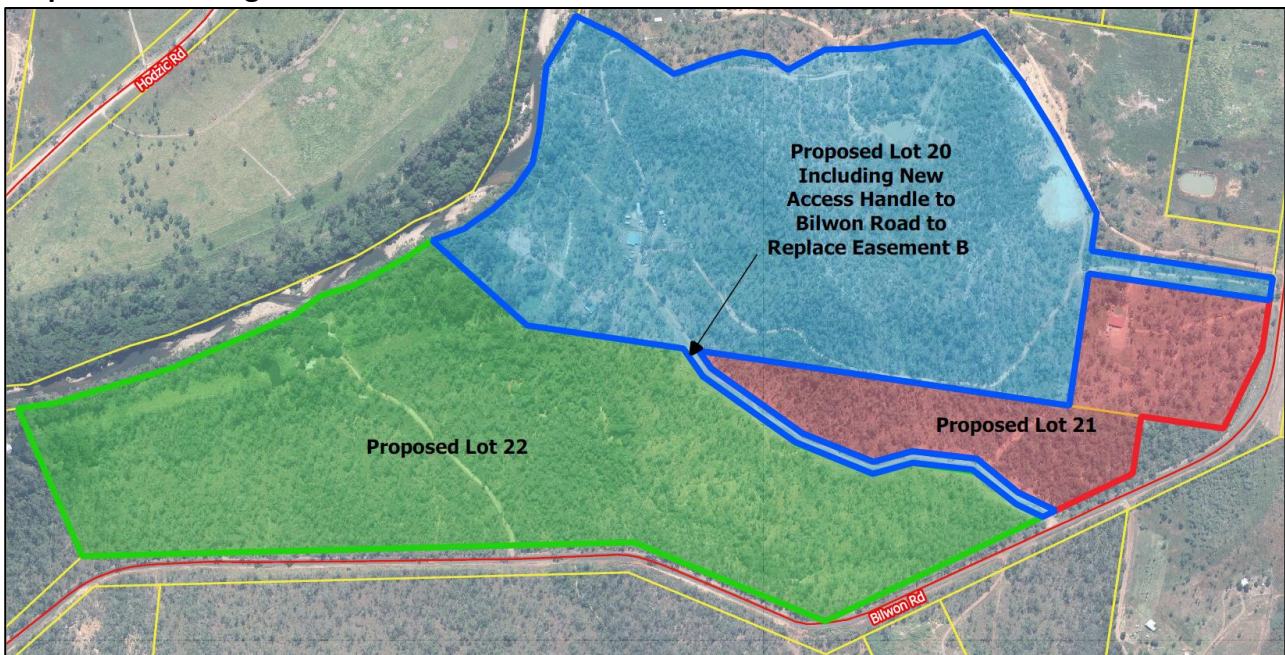 Hodzic Rd
Proposed Lot 20
Including New
Access Handle to
Bilwon Road to
Replace Easement B
Proposed Lot 21
Proposed Lot 22
Bilwon Rd